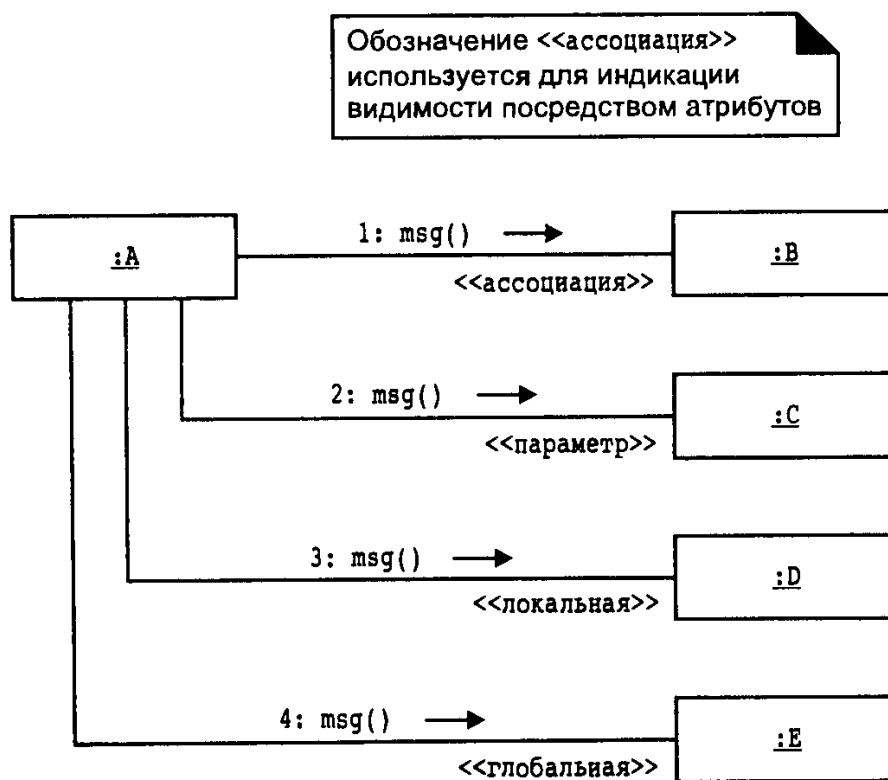 Обозначение <<ассоциация>>
используется для индикации
видимости посредством атрибутов
:A
1: msg()
:B
<<ассоциация>>
2: msg()
:C
<<параметр>>
3: msg()
:D
<<локальная>>
4: msg()
:E
<<глобальная>>